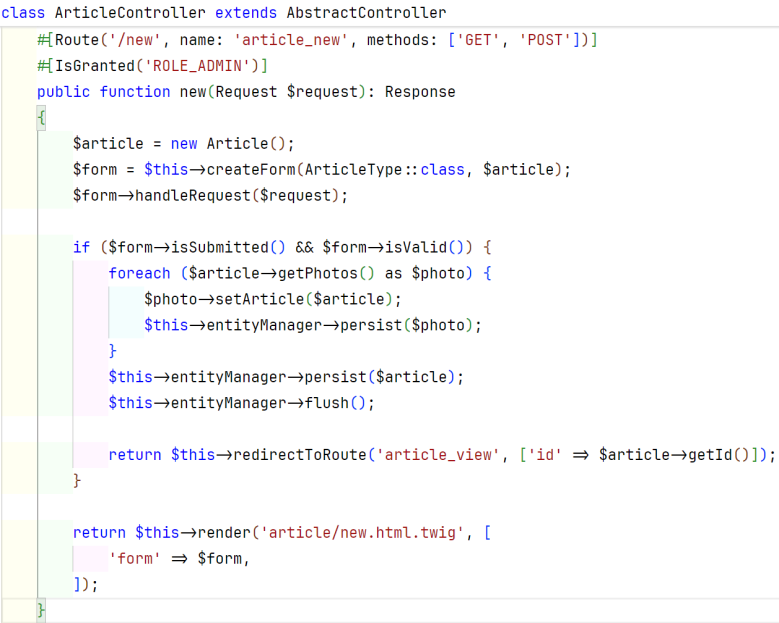 class ArticleController extends AbstractController
#[Route('/new', name: 'article_new', methods: ['GET', 'POST'])]
#[IsGranted('ROLE_ADMIN')]
public function new(Request $request): Response
{
$article = new Article();
$form = $this->createForm(ArticleType::class, $article);
$form->handleRequest($request);
if ($form->isSubmitted() && $form->isValid()) {
foreach ($article->getPhotos() as $photo) {
$photo->setArticle($article);
$this->entityManager->persist($photo);
}
$this->entityManager->persist($article);
$this->entityManager->flush();
return $this->redirectToRoute('article_view', ['id' => $article->getId()]);
}
return $this->render('article/new.html.twig', [
'form' => $form,
]);
}